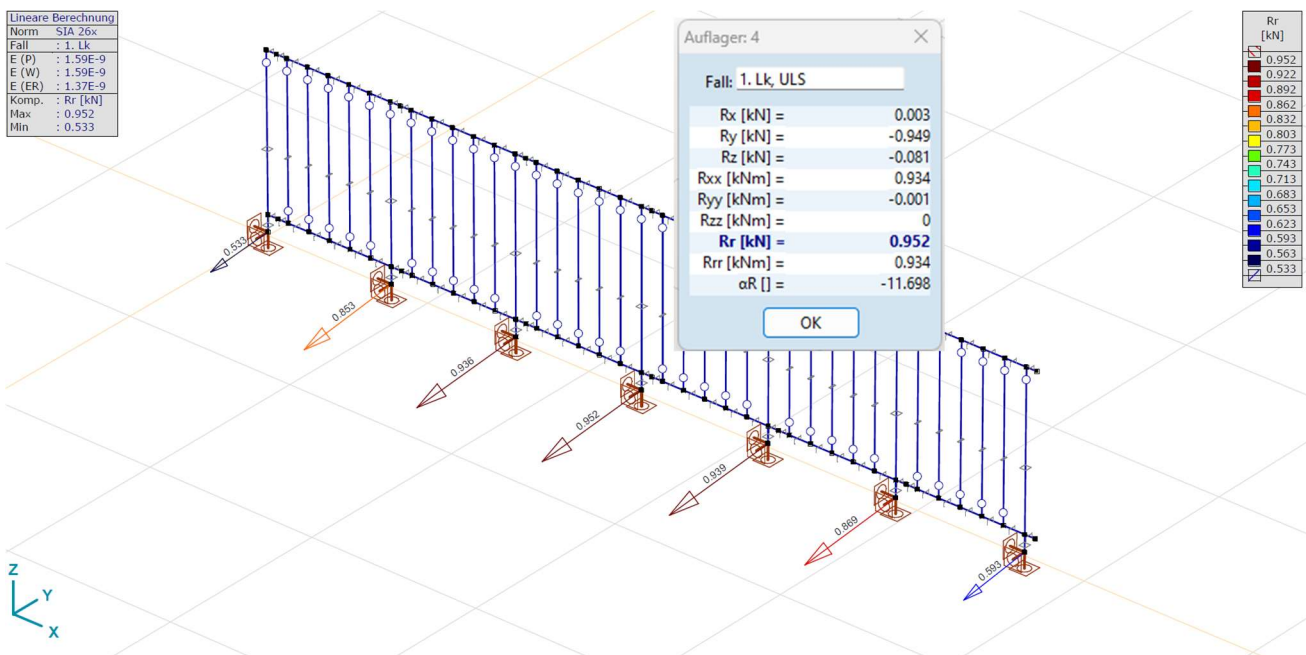 Lineare Berechnung
Norm SIA 26x
Fall : 1. Lk
E (P) : 1.59E-9
E (W) : 1.59E-9
E (ER) : 1.37E-9
Komp. : Rr [kN]
Max : 0.952
Min : 0.533
Auflager: 4
Fall: 1. Lk, ULS
Rx [kN] = 0.003
Ry [kN] = -0.949
Rz [kN] = -0.081
Rxx [kNm] = 0.934
Ryy [kNm] = -0.001
Rzz [kNm] = 0
Rr [kN] = 0.952
Rrr [kNm] = 0.934
αR [] = -11.698
OK
Rr
[kN]
0.952
0.922
0.892
0.862
0.832
0.803
0.773
0.743
0.713
0.683
0.653
0.623
0.593
0.563
0.533
0.533
0.853
0.936
0.952
0.939
0.869
0.593
Z
Y
X